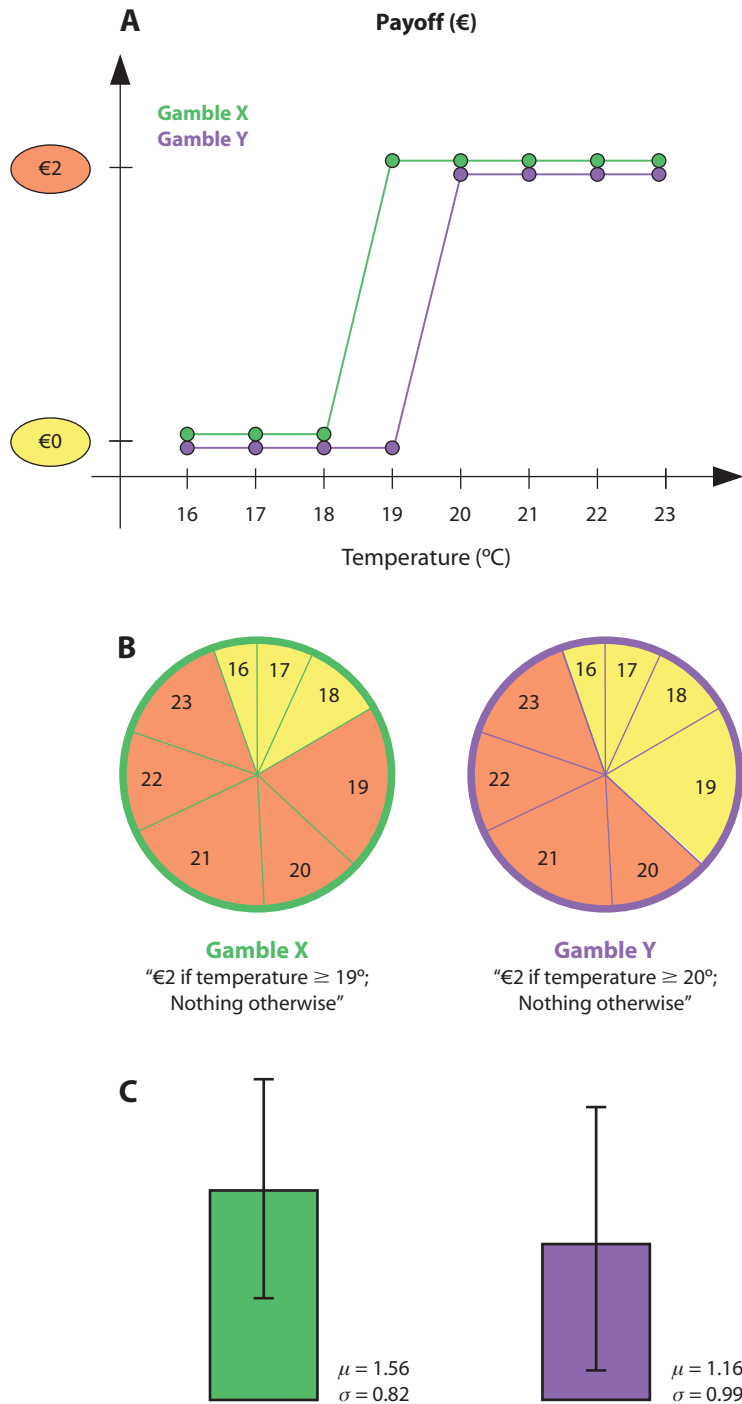 A
Payoff (€)
Gamble X
Gamble Y
€2
€0
16 17 18 19 20 21 22 23
Temperature (ºC)
B
16 17
18
23
19
22
21
20
16 17
18
23
19
22
21
20
Gamble X
“€2 if temperature ≥ 19º;
Nothing otherwise”
Gamble Y
“€2 if temperature ≥ 20º;
Nothing otherwise”
C
μ = 1.56
σ = 0.82
μ = 1.16
σ = 0.99